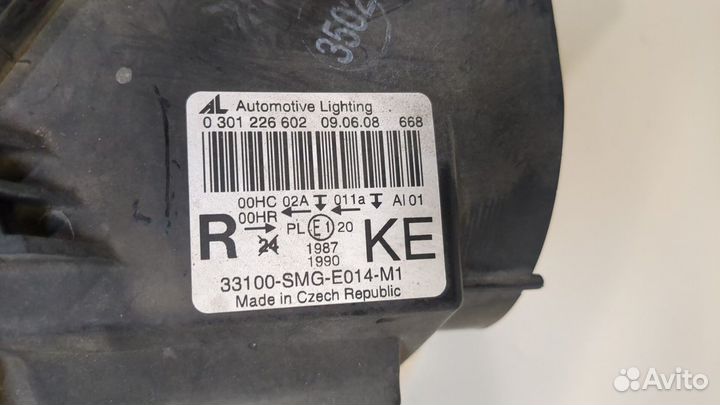 AL Automotive Lighting
0 301 226 602 09.06.08 668
00HC 02A 011a AI 01
00HR
R 24 PL E1 20 KE
1987
1990
33100-SMG-E014-M1
Made in Czech Republic
Avito